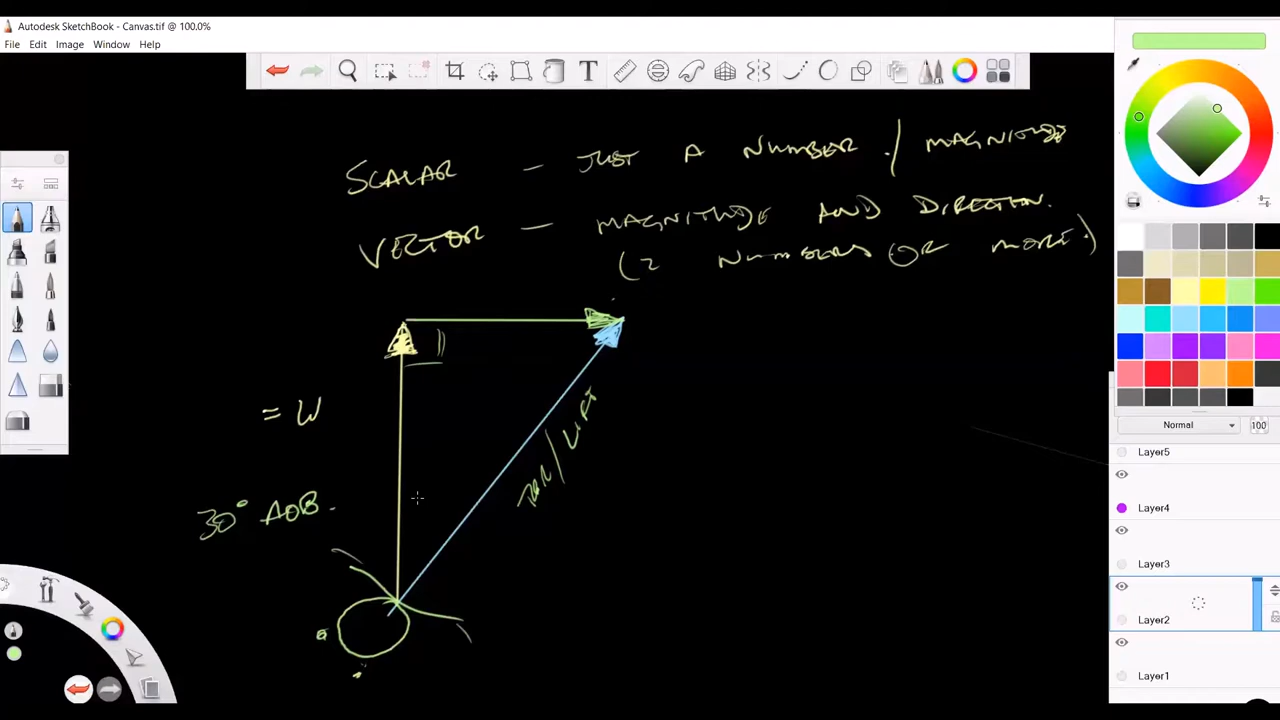 Autodesk SketchBook - Canvas.tif @ 100.0%
File Edit Image Window Help
SCALAR — JUST A NUMBER. / MAGNITUDE
VECTOR — MAGNITUDE AND DIRECTION.
(2 NUMBERS OR MORE.)
= W
/ LIFT
30° AOB.
Normal 100
Layer5
Layer4
Layer3
Layer2
Layer1